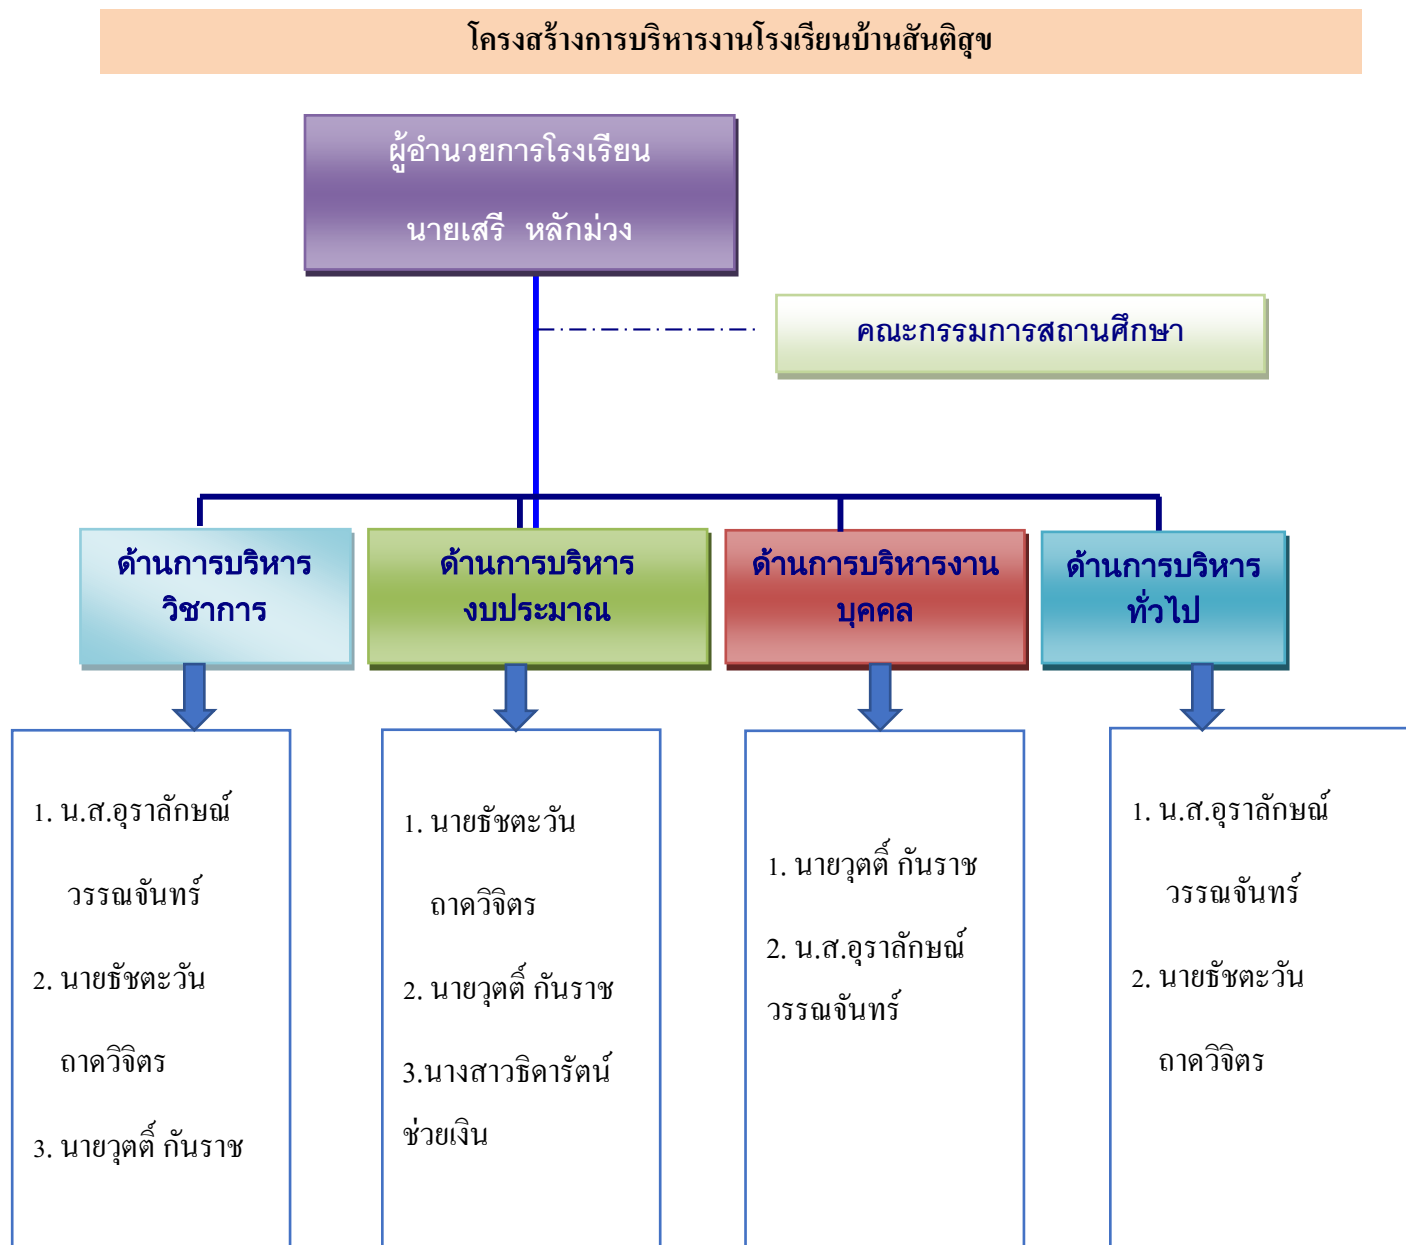 โครงสร้างการบริหารงานโรงเรียนบ้านสันติสุข
ผู้อำนวยการโรงเรียน
นายเสรี หลักม่วง
คณะกรรมการสถานศึกษา
ด้านการบริหาร
วิชาการ
ด้านการบริหาร
งบประมาณ
ด้านการบริหารงาน
บุคคล
ด้านการบริหาร
ทั่วไป
1. น.ส.อุราลักษณ์
วรรณจันทร์
2. นายธัชตะวัน
ถาดวิจิตร
3. นายวุตติ์ กันราช
1. นายธัชตะวัน
ถาดวิจิตร
2. นายวุตติ์ กันราช
3.นางสาวธิดารัตน์
ช่วยเงิน
1. นายวุตติ์ กันราช
2. น.ส.อุราลักษณ์
วรรณจันทร์
1. น.ส.อุราลักษณ์
วรรณจันทร์
2. นายธัชตะวัน
ถาดวิจิตร